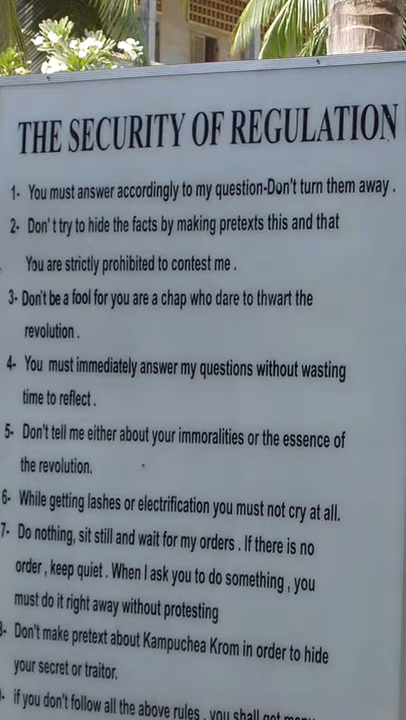 THE SECURITY OF REGULATION
1- You must answer accordingly to my question-Don't turn them away .
2- Don't try to hide the facts by making pretexts this and that
You are strictly prohibited to contest me .
3- Don't be a fool for you are a chap who dare to thwart the
revolution .
4- You must immediately answer my questions without wasting
time to reflect .
5- Don't tell me either about your immoralities or the essence of
the revolution.
6- While getting lashes or electrification you must not cry at all.
7- Do nothing, sit still and wait for my orders . If there is no
order , keep quiet . When I ask you to do something , you
must do it right away without protesting
8- Don't make pretext about Kampuchea Krom in order to hide
your secret or traitor.
- if you don't follow all the above rules , you shall get